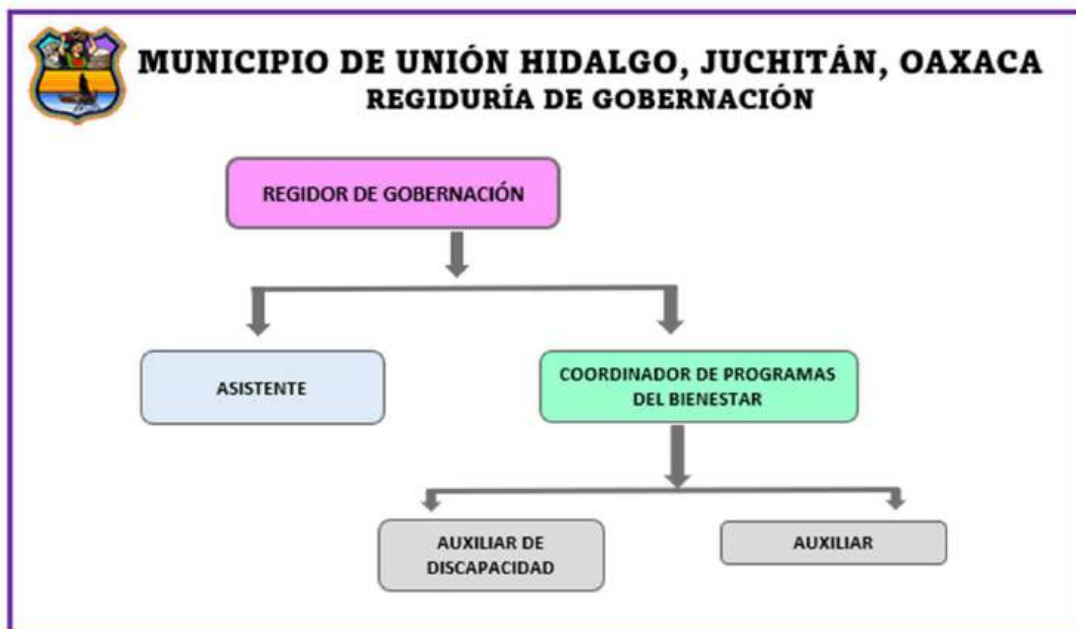 MUNICIPIO DE UNIÓN HIDALGO, JUCHITÁN, OAXACA
REGIDURÍA DE GOBERNACIÓN
REGIDOR DE GOBERNACIÓN
ASISTENTE
COORDINADOR DE PROGRAMAS
DEL BIENESTAR
AUXILIAR DE
DISCAPACIDAD
AUXILIAR